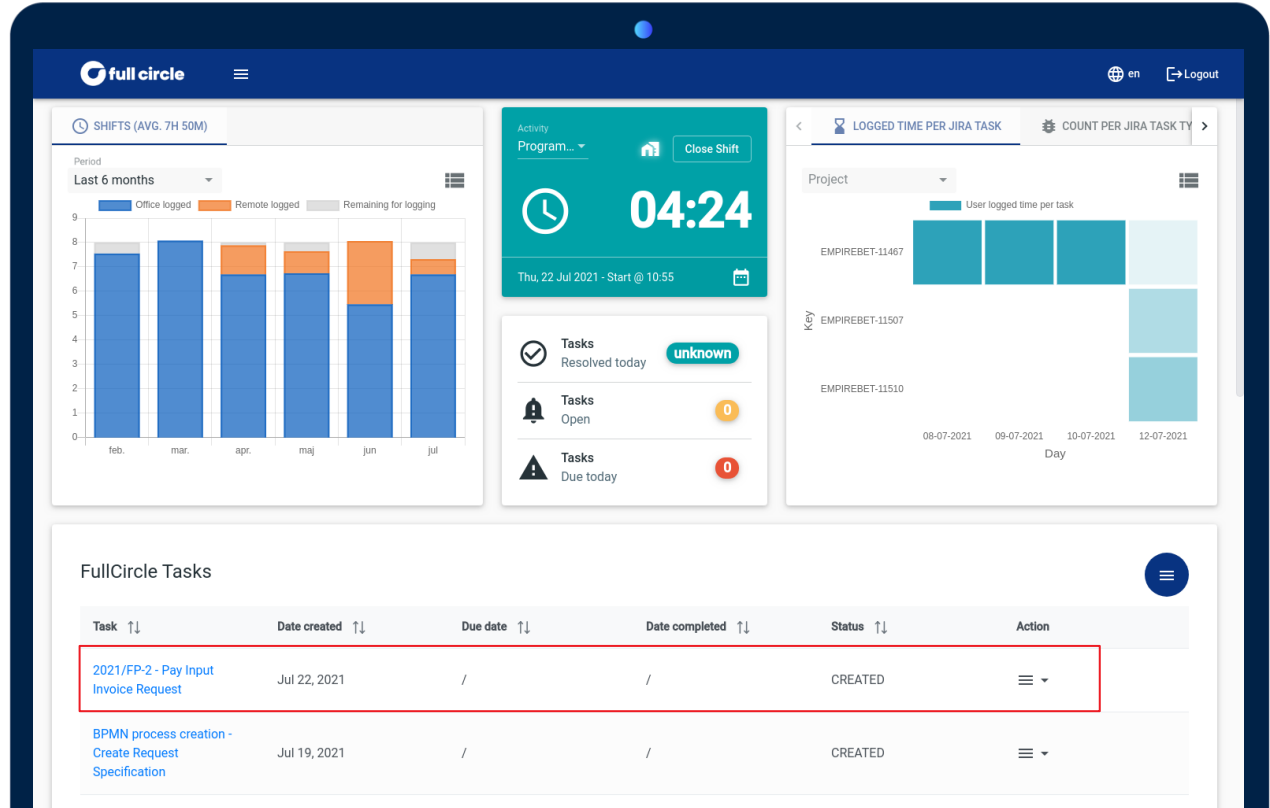 full circle
en
Logout
SHIFTS (AVG. 7H 50M)
Period
Last 6 months
Office logged
Remote logged
Remaining for logging
9
8
7
6
5
4
3
2
1
0
feb.
mar.
apr.
maj
jun
jul
Activity
Program...
Close Shift
04:24
Thu, 22 Jul 2021 - Start @ 10:55
Tasks
Resolved today
unknown
Tasks
Open
0
Tasks
Due today
0
LOGGED TIME PER JIRA TASK
COUNT PER JIRA TASK TY
Project
User logged time per task
Key
EMPIREBET-11467
EMPIREBET-11507
EMPIREBET-11510
08-07-2021
09-07-2021
10-07-2021
12-07-2021
Day
FullCircle Tasks
Task
Date created
Due date
Date completed
Status
Action
2021/FP-2 - Pay Input
Invoice Request
Jul 22, 2021
/
/
CREATED
BPMN process creation -
Create Request
Specification
Jul 19, 2021
/
/
CREATED